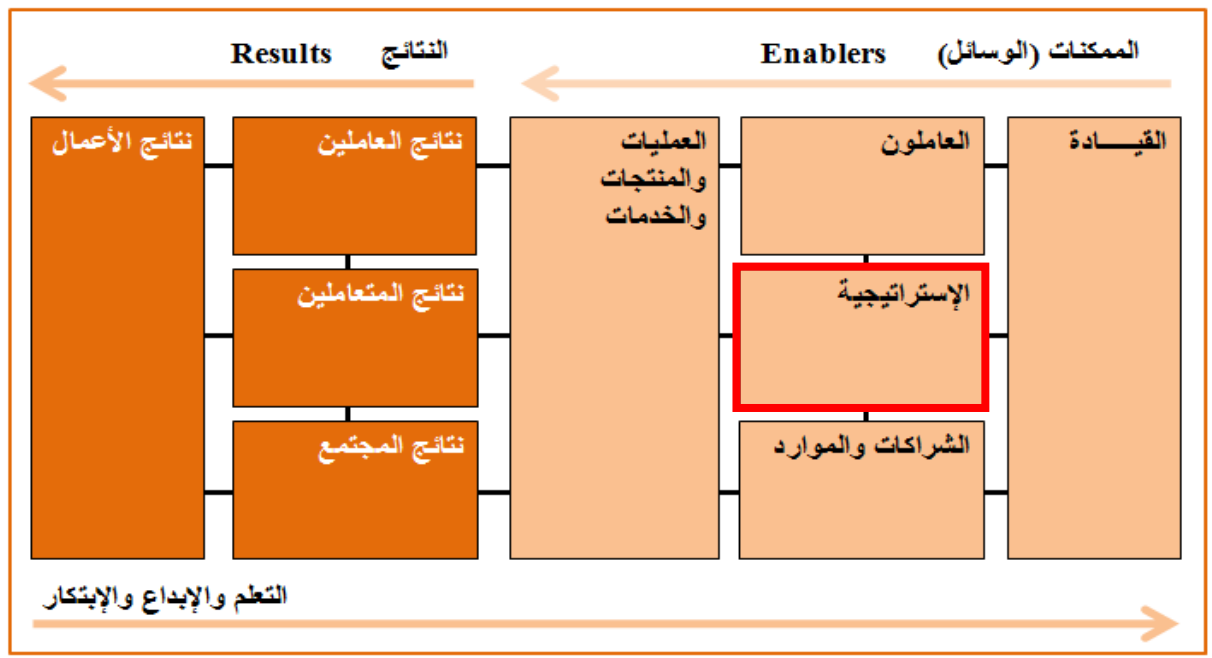 الممكنات (الوسائل) Enablers
النتائج Results
القيـــــادة
العاملون
العمليات
والمنتجات
والخدمات
نتائج العاملين
نتائج الأعمال
الإستراتيجية
نتائج المتعاملين
الشراكات والموارد
نتائج المجتمع
التعلم والإبداع والإبتكار